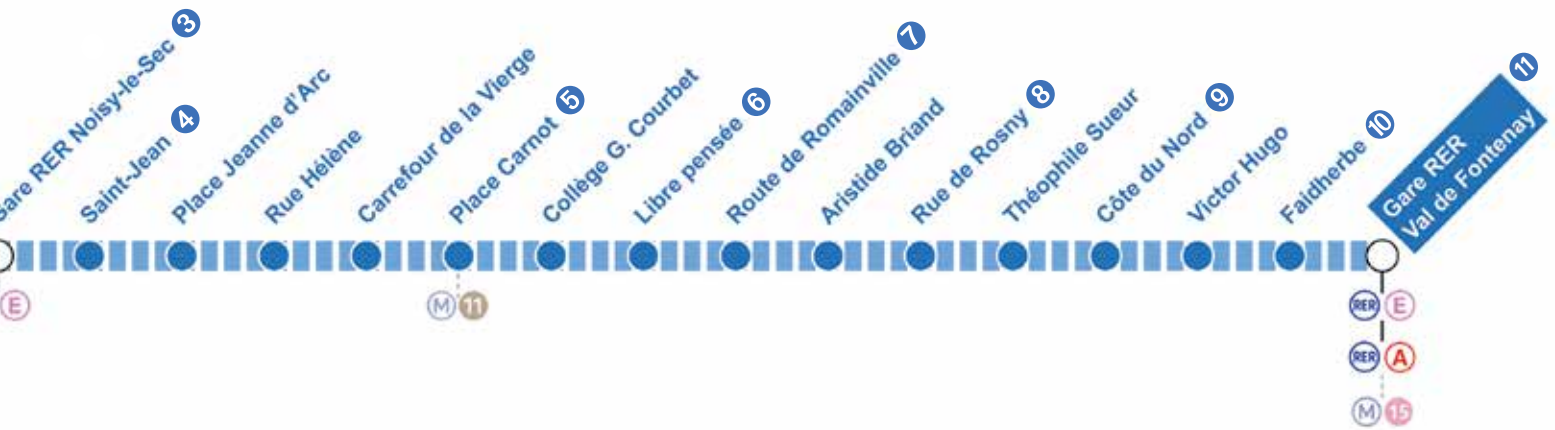 Gare RER Noisy-le-Sec 3
Saint-Jean 4
Place Jeanne d'Arc
Rue Hélène
Carrefour de la Vierge
Place Carnot 5
Collège G. Courbet
Libre pensée 6
Route de Romainville 7
Aristide Briand
Rue de Rosny 8
Théophile Sueur
Côte du Nord 9
Victor Hugo
Faidherbe 10
Gare RER
Val de Fontenay
11
E
M 11
RER E
RER A
M 15